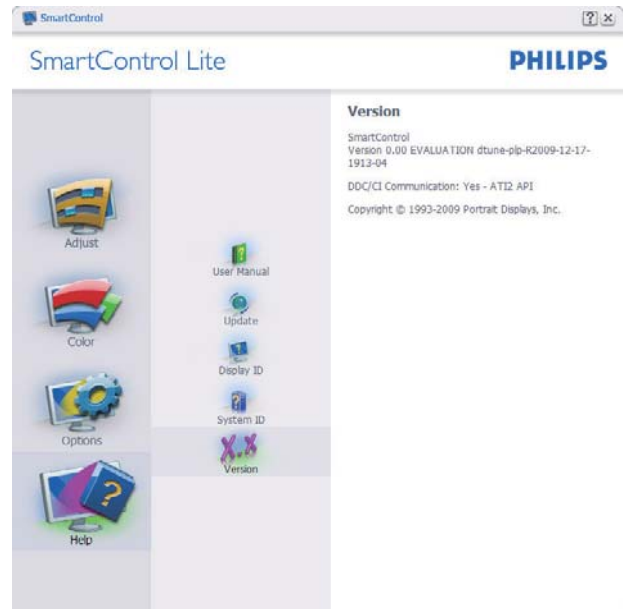 SmartControl
? ×
SmartControl Lite
PHILIPS
Adjust
Color
Options
Help
User Manual
Update
Display ID
System ID
X.X
Version
Version
SmartControl
Version 0.00 EVALUATION dtune-plp-R2009-12-17-
1913-04
DDC/CI Communication: Yes - ATI2 API
Copyright © 1993-2009 Portrait Displays, Inc.